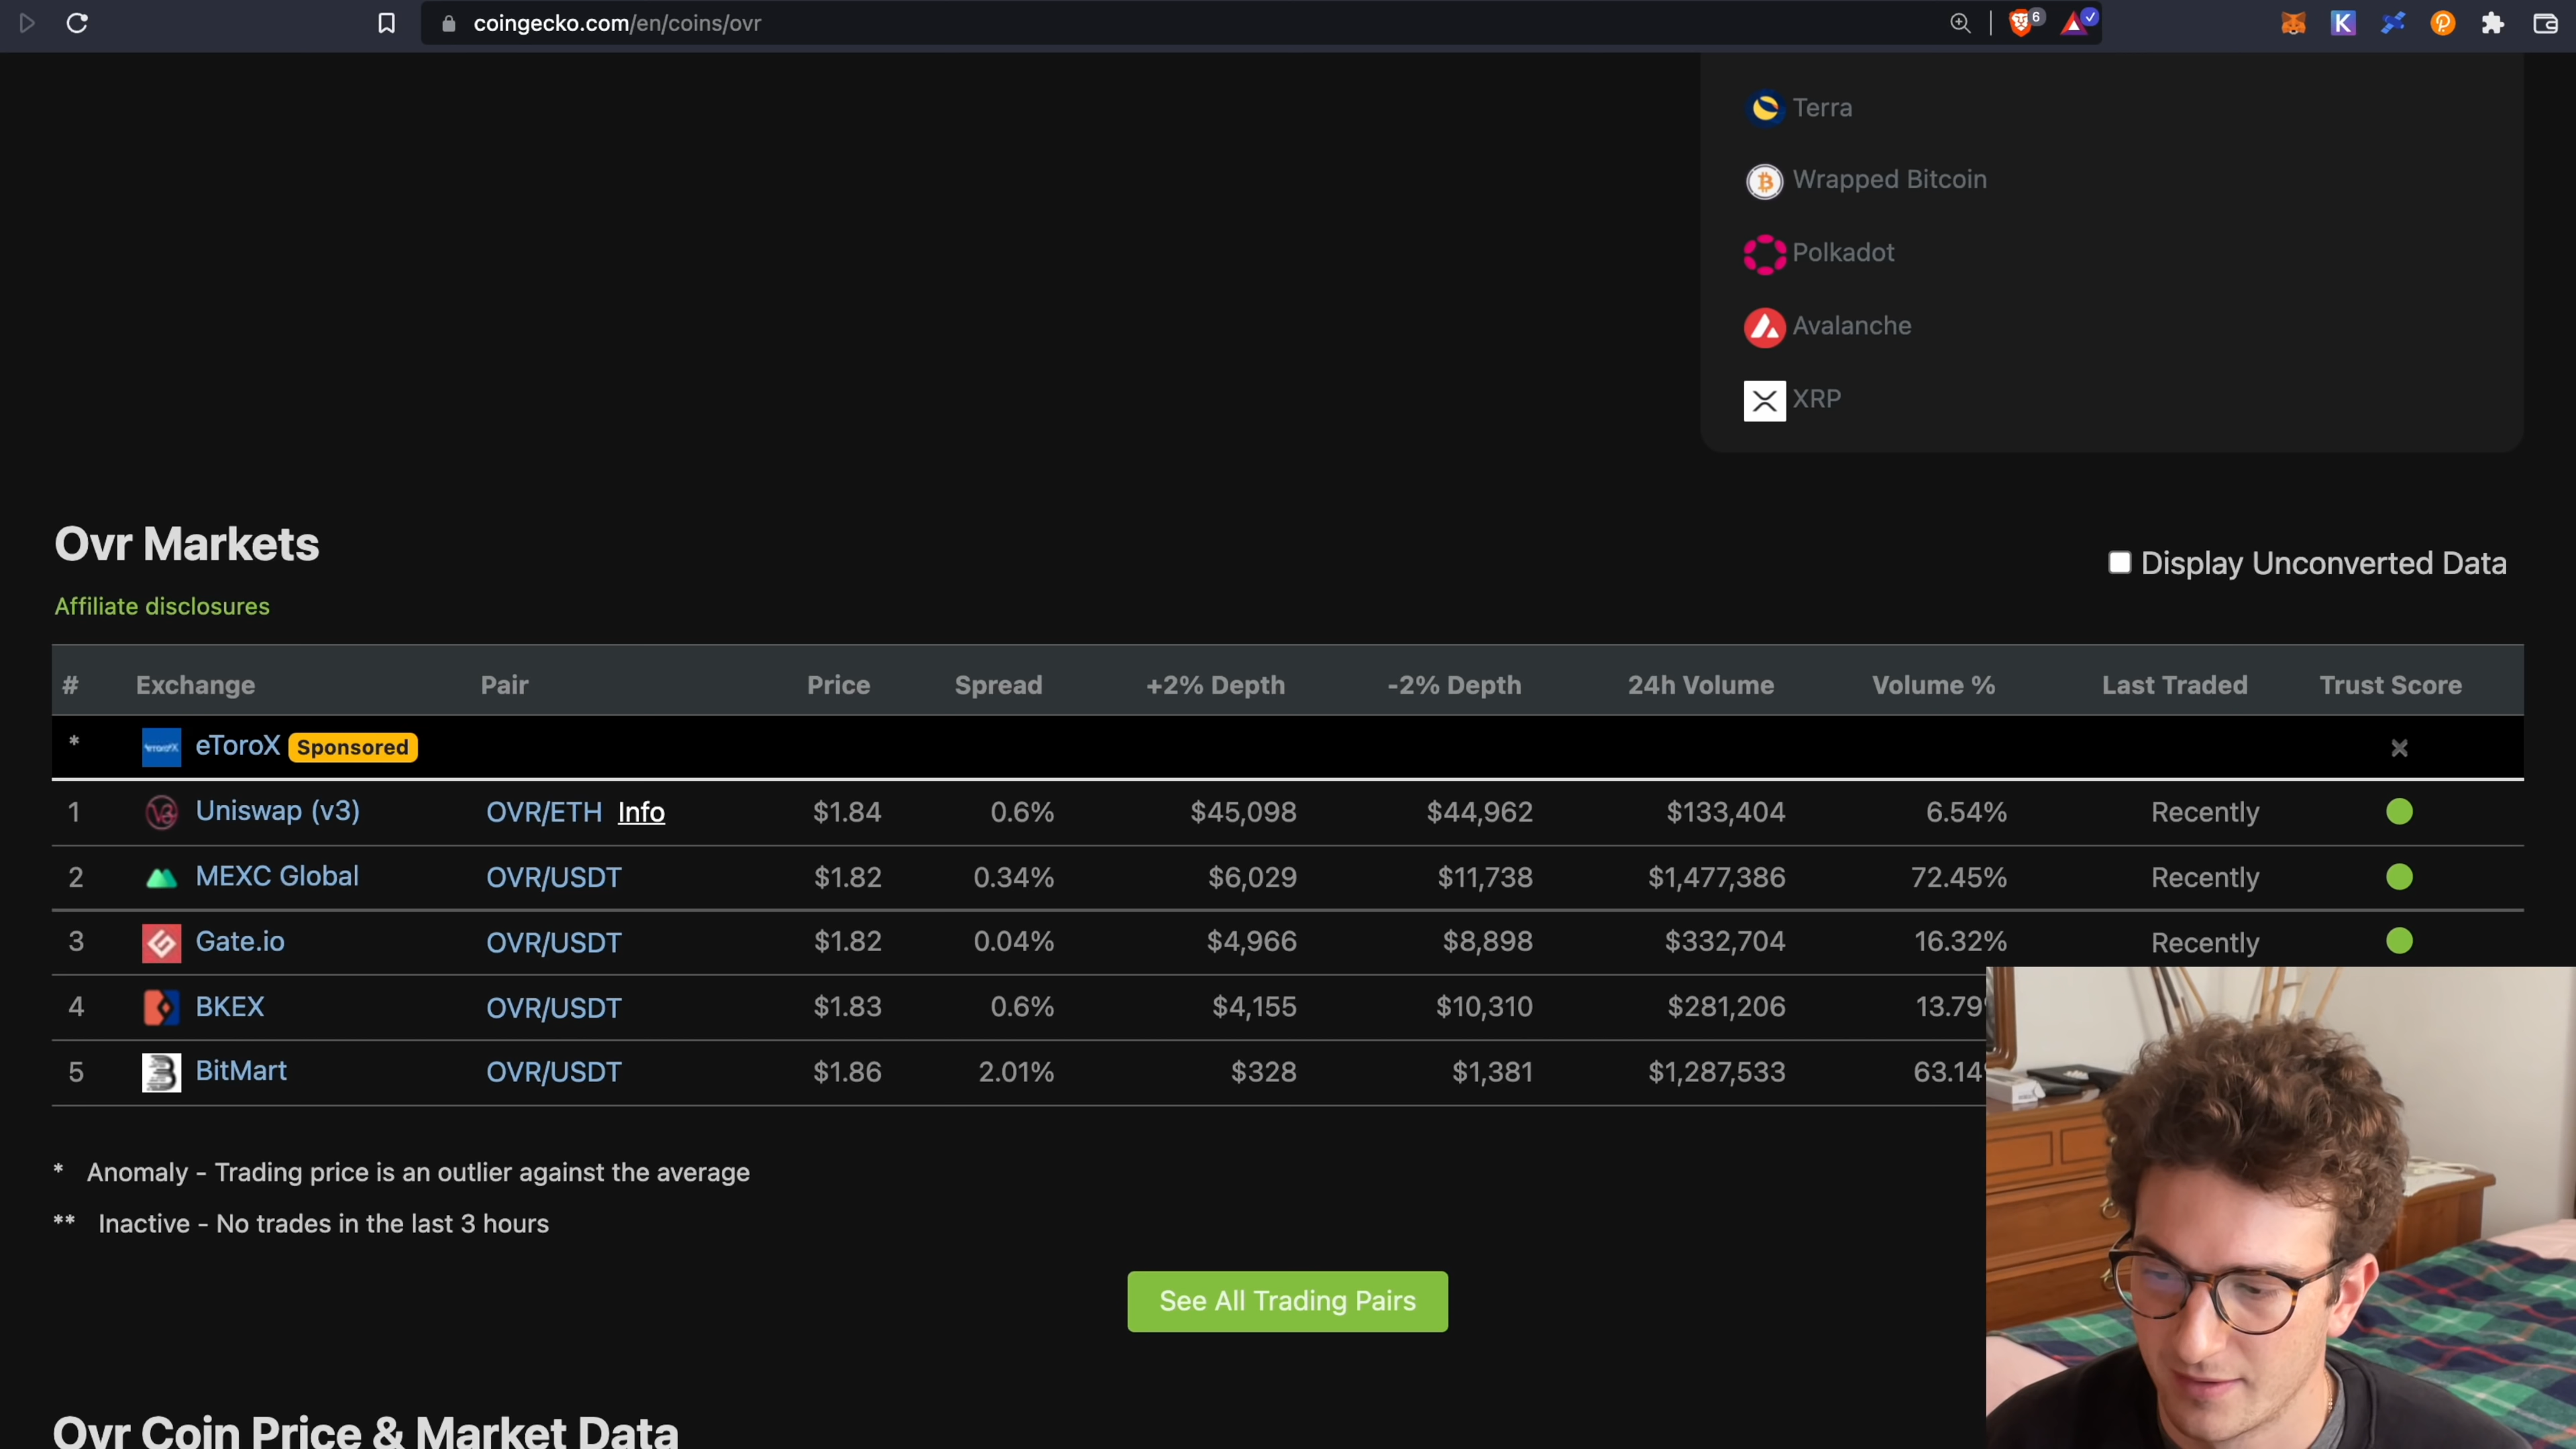 coingecko.com/en/coins/ovr
6
Terra
Wrapped Bitcoin
Polkadot
Avalanche
XRP
Ovr Markets
Display Unconverted Data
Affiliate disclosures
# Exchange Pair Price Spread +2% Depth -2% Depth 24h Volume Volume % Last Traded Trust Score
* eToroX Sponsored ×
1 Uniswap (v3) OVR/ETH Info $1.84 0.6% $45,098 $44,962 $133,404 6.54% Recently
2 MEXC Global OVR/USDT $1.82 0.34% $6,029 $11,738 $1,477,386 72.45% Recently
3 Gate.io OVR/USDT $1.82 0.04% $4,966 $8,898 $332,704 16.32% Recently
4 BKEX OVR/USDT $1.83 0.6% $4,155 $10,310 $281,206 13.79
5 BitMart OVR/USDT $1.86 2.01% $328 $1,381 $1,287,533 63.14
* Anomaly - Trading price is an outlier against the average
** Inactive - No trades in the last 3 hours
See All Trading Pairs
Ovr Coin Price & Market Data